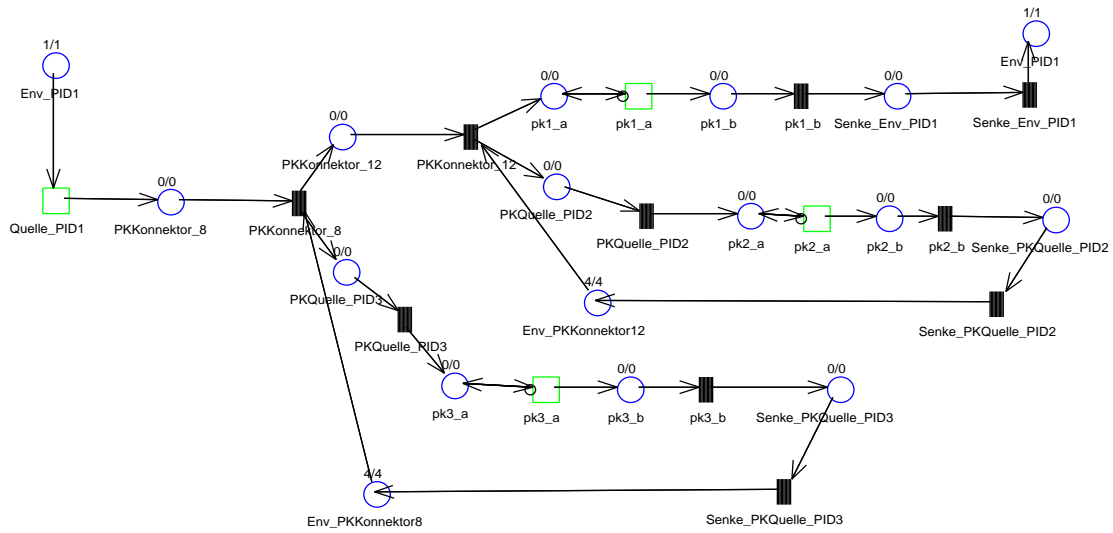 1/1
Env_PID1
Quelle_PID1
0/0
PKKonnektor_8
PKKonnektor_8
0/0
PKKonnektor_12
PKKonnektor_12
0/0
pk1_a
pk1_a
0/0
pk1_b
pk1_b
0/0
Senke_Env_PID1
Senke_Env_PID1
1/1
Env_PID1
0/0
PKQuelle_PID2
PKQuelle_PID2
0/0
pk2_a
pk2_a
0/0
pk2_b
pk2_b
0/0
Senke_PKQuelle_PID2
Senke_PKQuelle_PID2
4/4
Env_PKKonnektor12
0/0
PKQuelle_PID3
PKQuelle_PID3
0/0
pk3_a
pk3_a
0/0
pk3_b
pk3_b
0/0
Senke_PKQuelle_PID3
Senke_PKQuelle_PID3
4/4
Env_PKKonnektor8